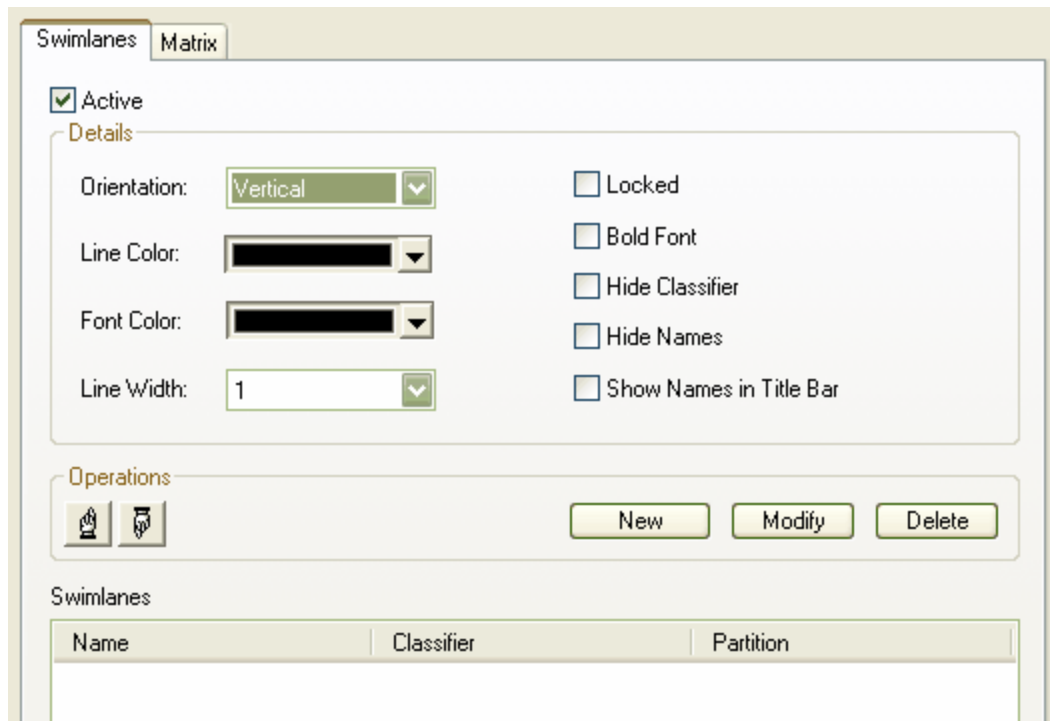 Swimlanes Matrix
Active
Details
Orientation: Vertical Locked
Line Color: Bold Font
Hide Classifier
Font Color: Hide Names
Line Width: 1 Show Names in Title Bar
Operations
New Modify Delete
Swimlanes
Name Classifier Partition